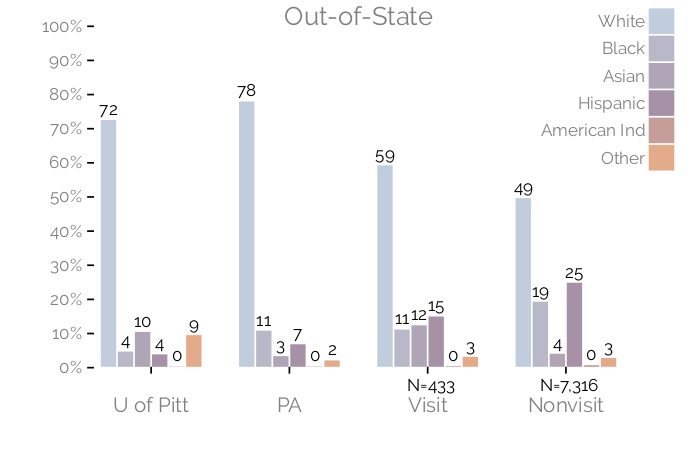 Out-of-State
White
Black
Asian
Hispanic
American Ind
Other
100%
90%
80%
70%
60%
50%
40%
30%
20%
10%
0%
72
4
10
4
0
9
78
11
3
7
0
2
59
11
12
15
0
3
49
19
4
25
0
3
N=433
N=7,316
U of Pitt
PA
Visit
Nonvisit